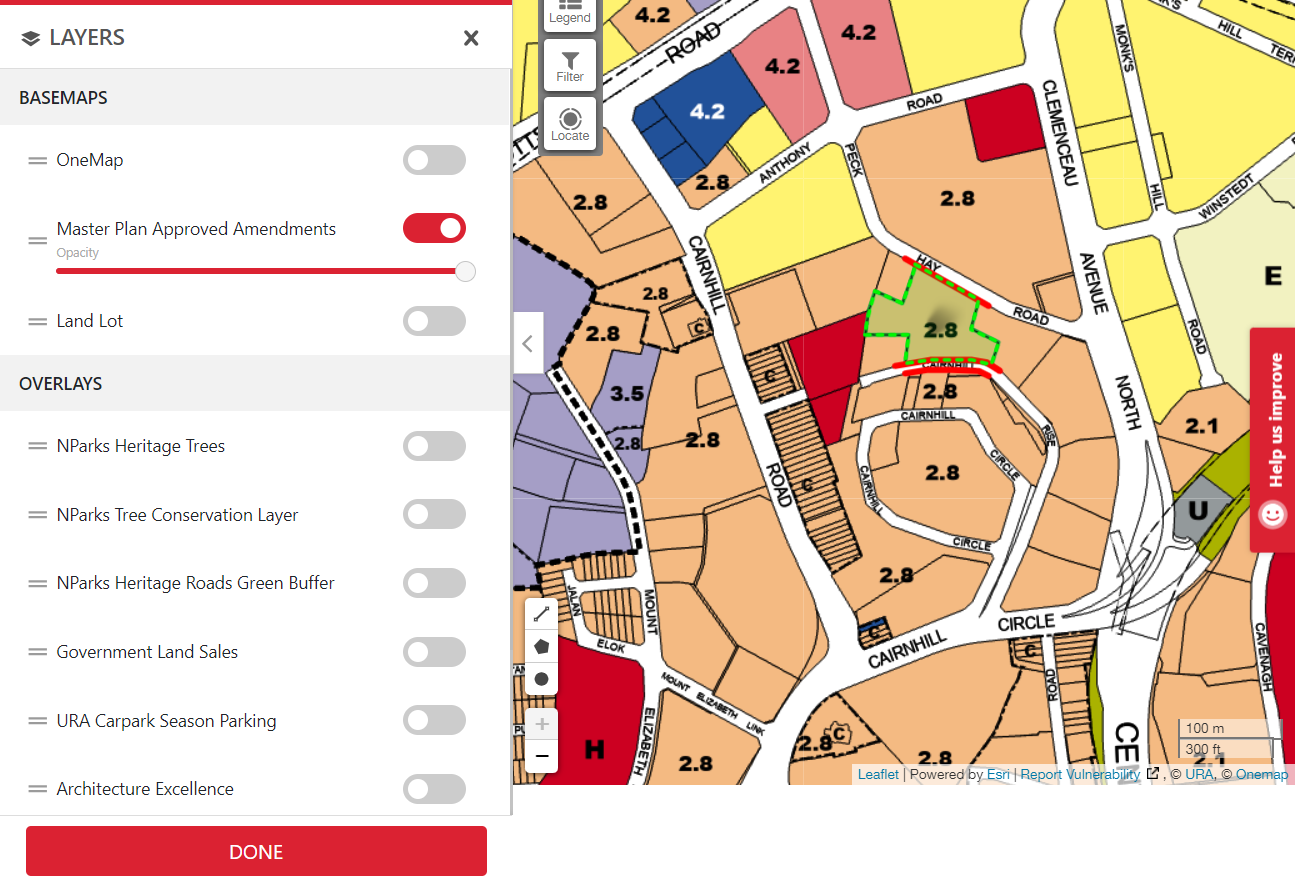 LAYERS
BASEMAPS
OneMap
Master Plan Approved Amendments
Opacity
Land Lot
OVERLAYS
NParks Heritage Trees
NParks Tree Conservation Layer
NParks Heritage Roads Green Buffer
Government Land Sales
URA Carpark Season Parking
Architecture Excellence
DONE
Legend
Filter
Locate
4.2
ROAD
4.2
4.2
4.2
ROAD
MONK'S
HILL
CLEMENCEAU
ANTHONY
PECK
2.8
2.8
2.8
HILL
WINSTEDT
CAIRNHILL
HAY
AVENUE
E
2.8
C
2.8
2.8
ROAD
ROAD
CAIRNHILL
C
3.5
2.8
NORTH
CAIRNHILL
2.8
2.8
RISE
2.1
CIRCLE
2.8
CAIRNHILL
ROAD
C
U
CIRCLE
2.8
JALAN
MOUNT
C
CAIRNHILL
CIRCLE
ELOK
C
CAVENAGH
MOUNT
ELIZABETH
LINK
ROAD
ELIZABETH
H
2.8
2.8
C
2.8
2.1
Help us improve
100 m
300 ft
Leaflet | Powered by Esri | Report Vulnerability , © URA, © Onemap